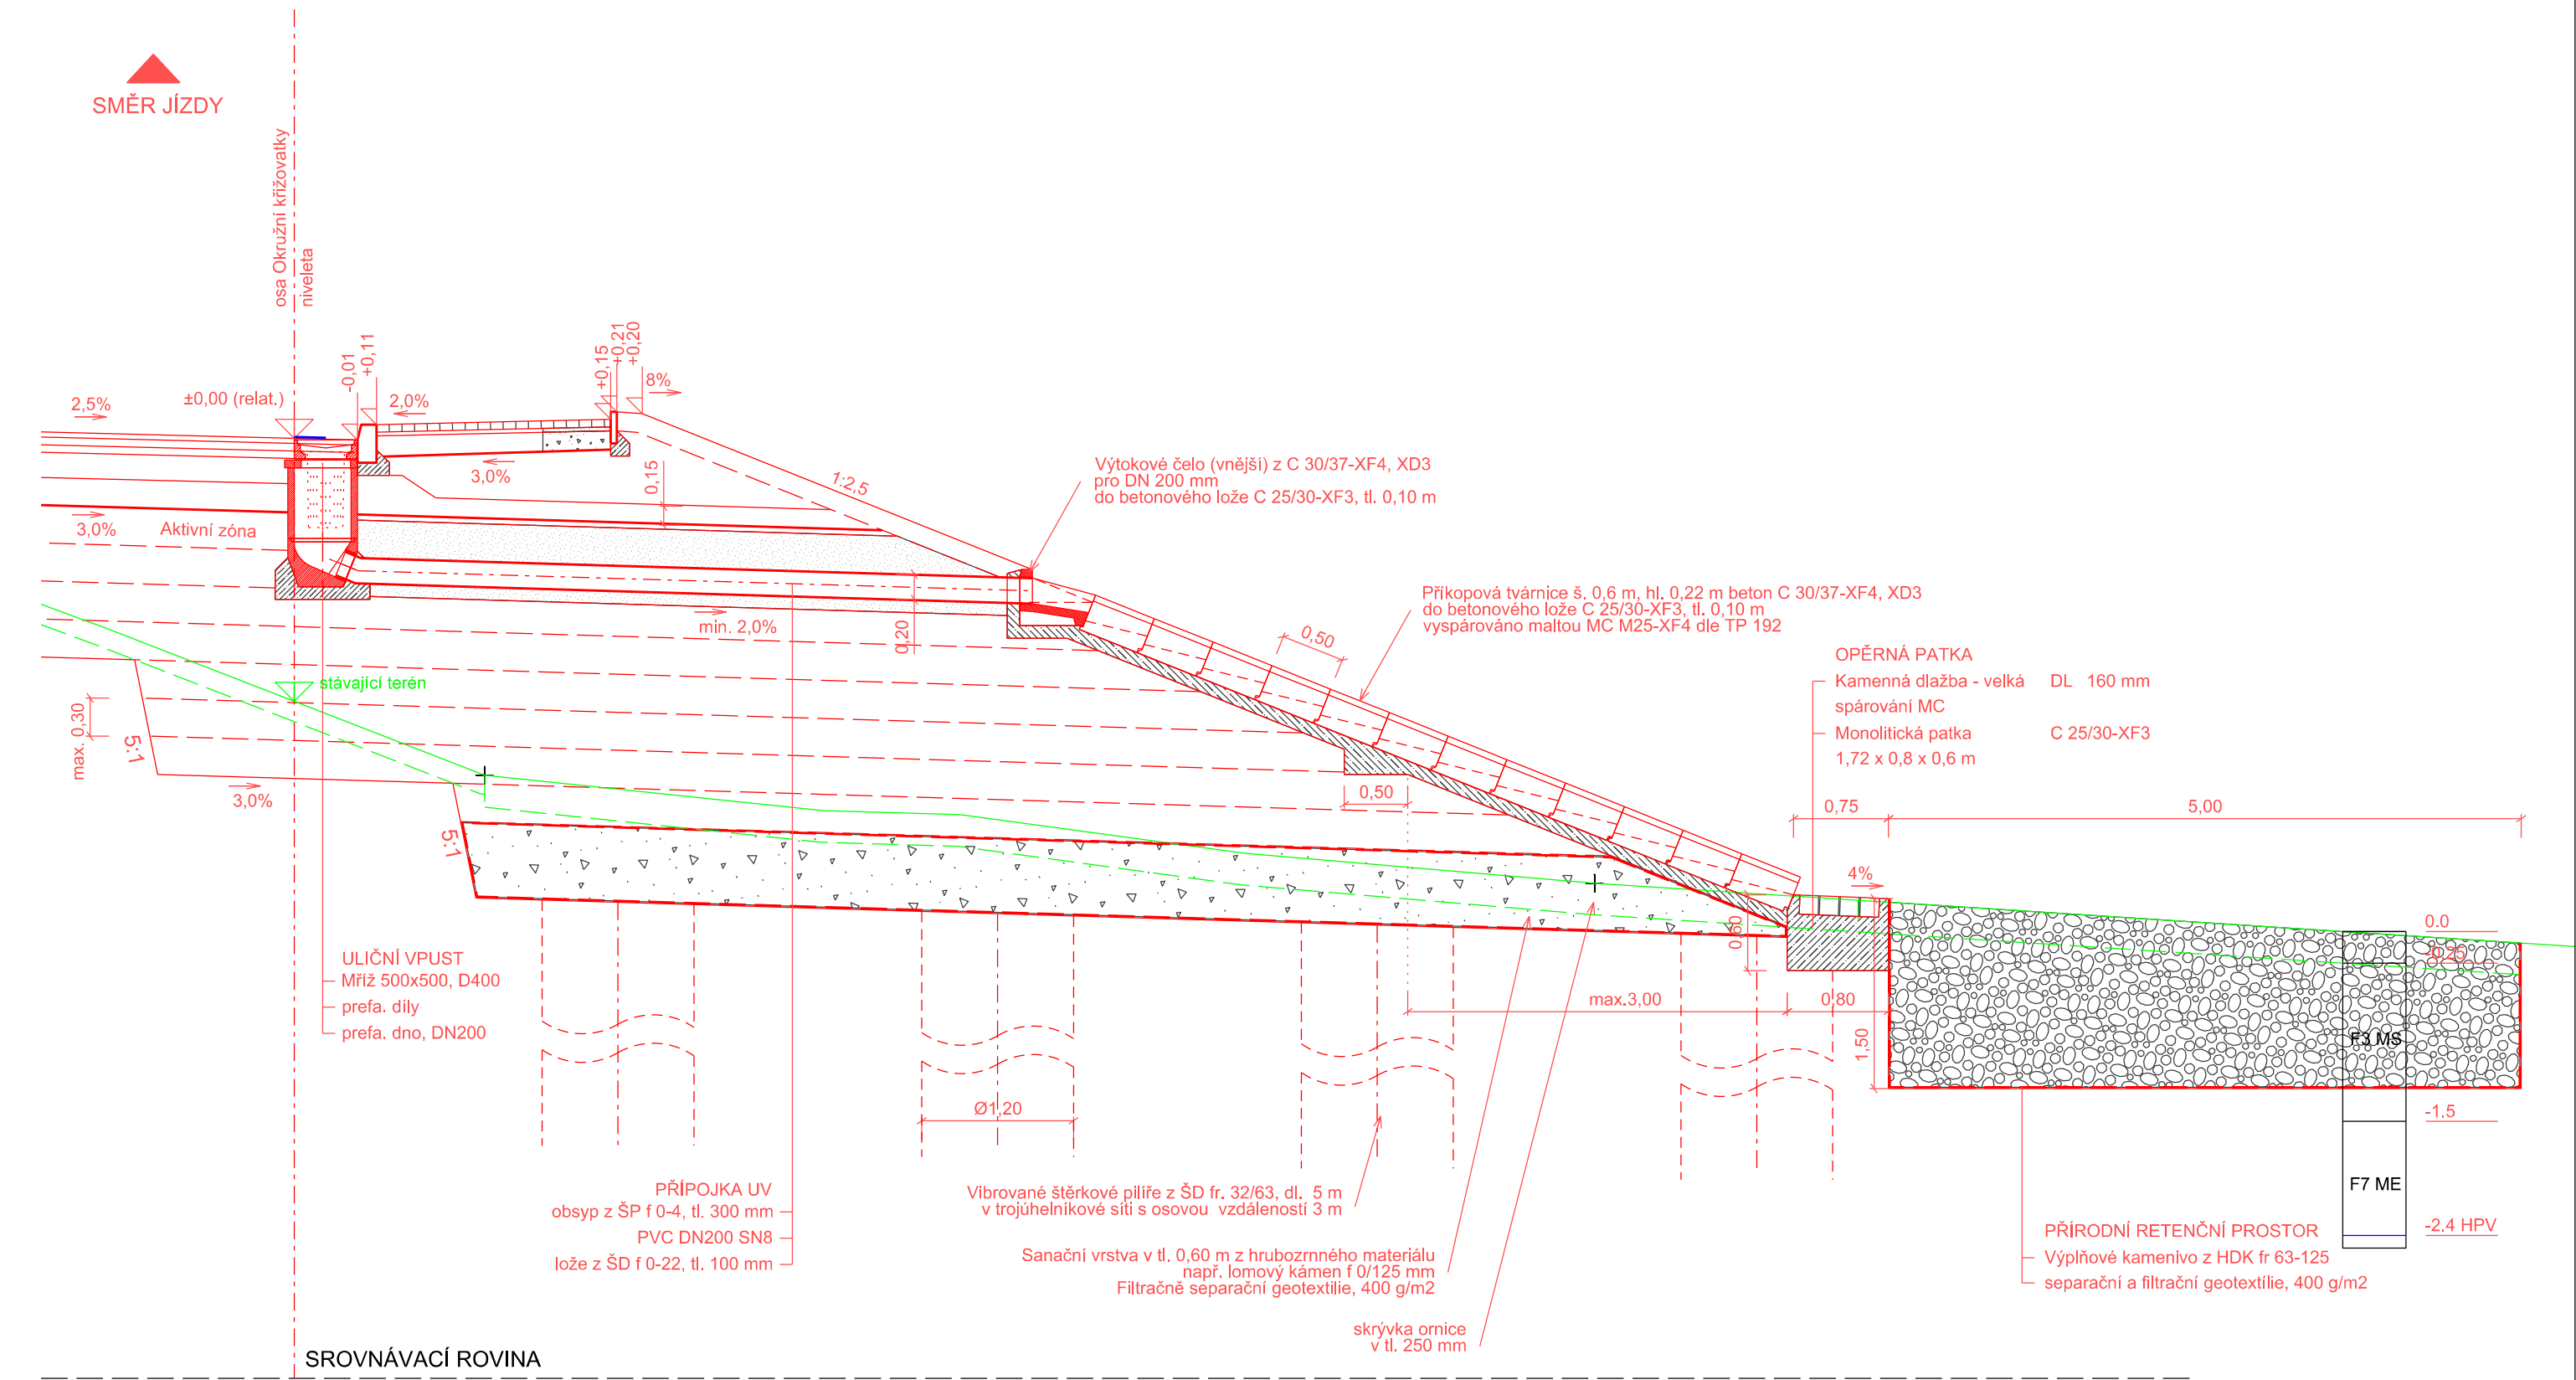 SMĚR JÍZDY
osa Okružní křižovatky
niveleta
2,5%
±0,00 (relat.)
-0,01
+0,11
2,0%
+0,15
+0,21
+0,20
8%
3,0%
0,15
1:2,5
3,0%
Aktivní zóna
Výtokové čelo (vnější) z C 30/37-XF4, XD3
pro DN 200 mm
do betonového lože C 25/30-XF3, tl. 0,10 m
min. 2,0%
0,20
0,50
Příkopová tvárnice š. 0,6 m, hl. 0,22 m beton C 30/37-XF4, XD3
do betonového lože C 25/30-XF3, tl. 0,10 m
vyspárováno maltou MC M25-XF4 dle TP 192
OPĚRNÁ PATKA
Kamenná dlažba - velká DL 160 mm
spárování MC
Monolitická patka C 25/30-XF3
1,72 x 0,8 x 0,6 m
stávající terén
max. 0,30
5:1
3,0%
5:1
0,50
0,75
5,00
4%
0,60
0.0
-0.25
max.3,00
0,80
1,50
F3 MS
-1.5
F7 ME
-2.4 HPV
ULIČNÍ VPUST
Mříž 500x500, D400
prefa. díly
prefa. dno, DN200
Ø1,20
PŘÍPOJKA UV
obsyp z ŠP f 0-4, tl. 300 mm
PVC DN200 SN8
lože z ŠD f 0-22, tl. 100 mm
Vibrované štěrkové pilíře z ŠD fr. 32/63, dl. 5 m
v trojúhelníkové síti s osovou vzdáleností 3 m
Sanační vrstva v tl. 0,60 m z hrubozrnného materiálu
např. lomový kámen f 0/125 mm
Filtračně separační geotextilie, 400 g/m2
skrývka ornice
v tl. 250 mm
PŘÍRODNÍ RETENČNÍ PROSTOR
Výplňové kamenivo z HDK fr 63-125
separační a filtrační geotextílie, 400 g/m2
SROVNÁVACÍ ROVINA